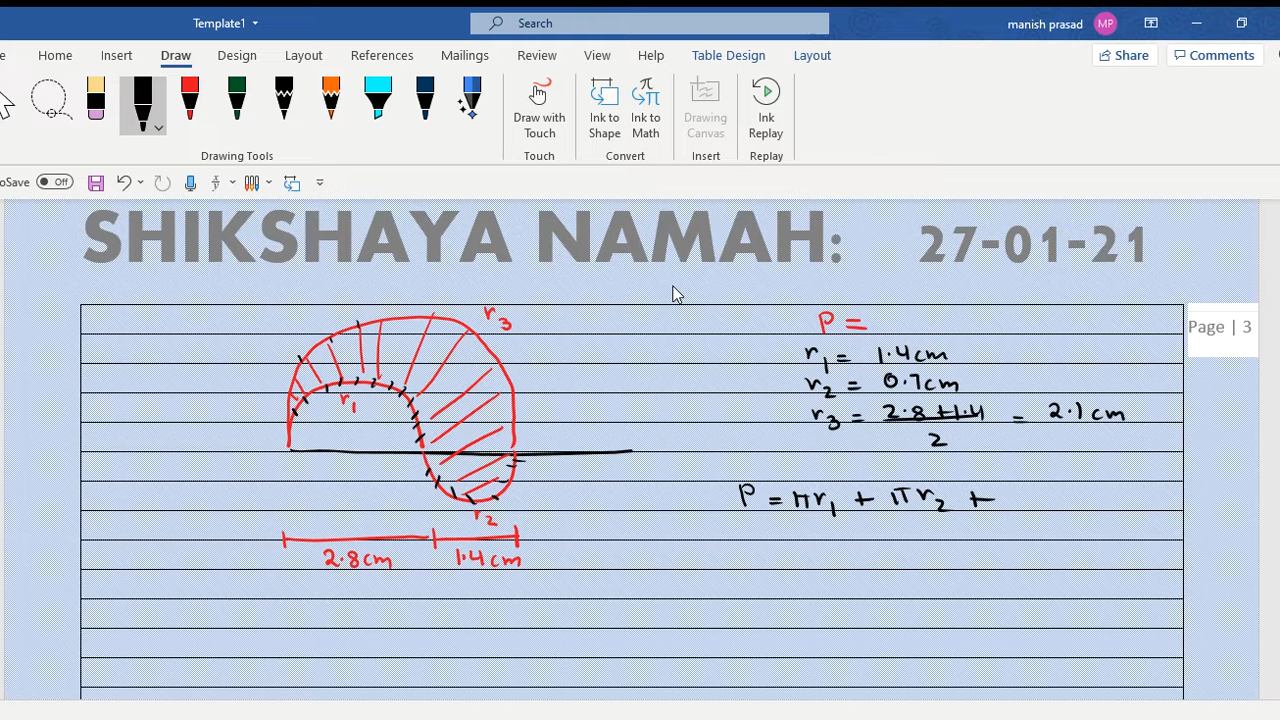 Template1
Search
manish prasad
MP
Home Insert Draw Design Layout References Mailings Review View Help Table Design Layout
Share
Comments
Draw with Touch
Ink to Shape
Ink to Math
Drawing Canvas
Ink Replay
Drawing Tools
Touch
Convert
Insert
Replay
oSave Off
SHIKSHAYA NAMAH: 27-01-21
Page | 3
r3
r1
r2
2.8cm 1.4cm
P =
r1 = 1.4cm
r2 = 0.7cm
r3 = 2.8+1.4/2 = 2.1cm
P = πr1 + πr2 +